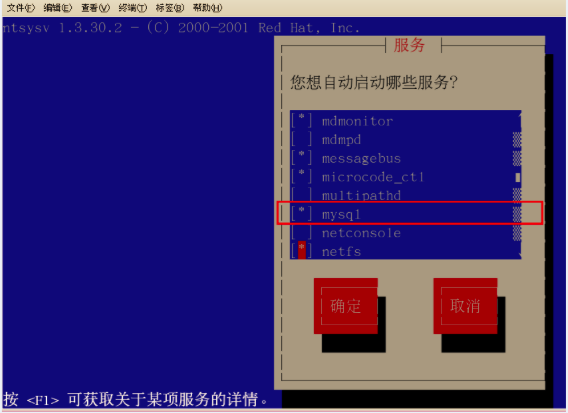 文件(F) 编辑(E) 查看(V) 终端(T) 标签(B) 帮助(H)
ntsysv 1.3.30.2 - (C) 2000-2001 Red Hat, Inc.
服务
您想自动启动哪些服务?
[*] mdmonitor
[ ] mdmpd
[*] messagebus
[*] microcode_ctl
[ ] multipathd
[*] mysql
[ ] netconsole
[*] netfs
确定 取消
按 <F1> 可获取关于某项服务的详情。